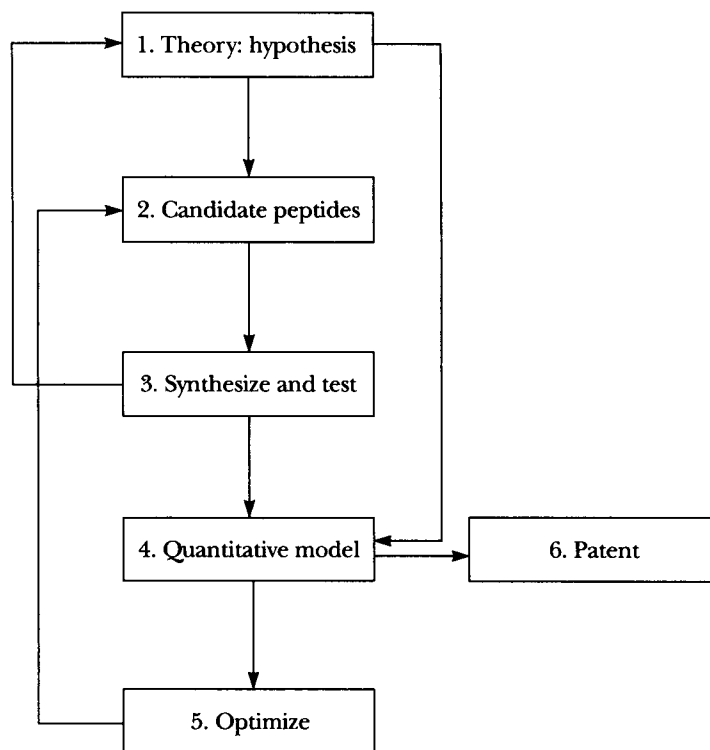 1. Theory: hypothesis
2. Candidate peptides
3. Synthesize and test
4. Quantitative model
6. Patent
5. Optimize